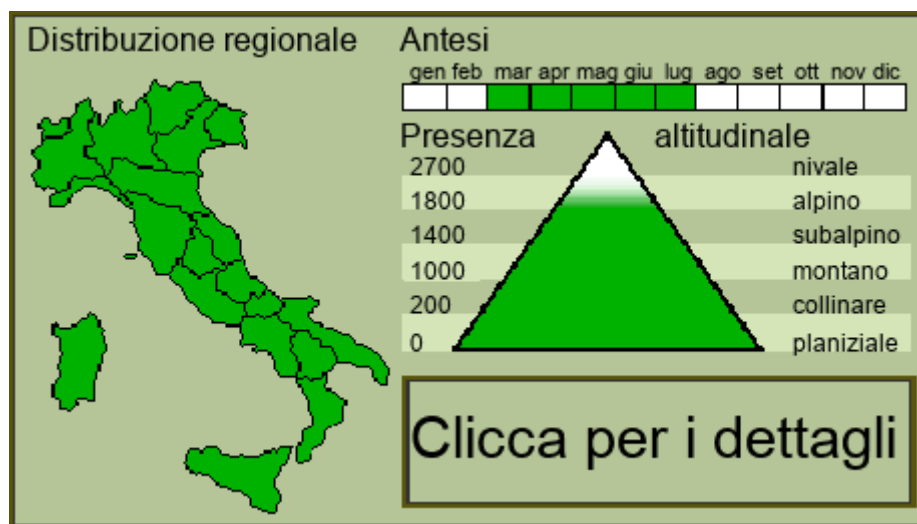 Distribuzione regionale
Antesi
gen feb mar apr mag giu lug ago set ott nov dic
Presenza altitudinale
2700 nivale
1800 alpino
1400 subalpino
1000 montano
200 collinare
0 planiziale
Clicca per i dettagli